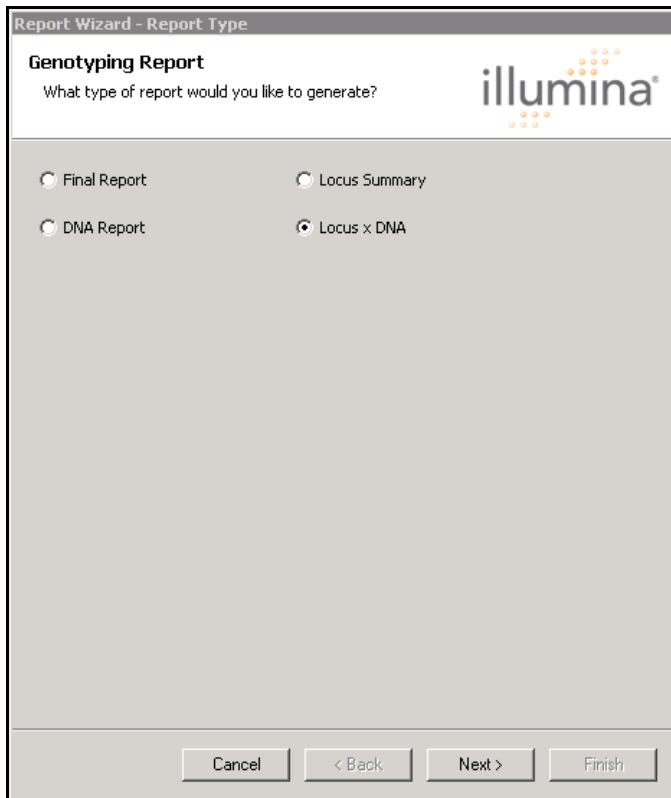 Report Wizard - Report Type
Genotyping Report
What type of report would you like to generate?
illumina®
Final Report
Locus Summary
DNA Report
Locus x DNA
Cancel
< Back
Next >
Finish